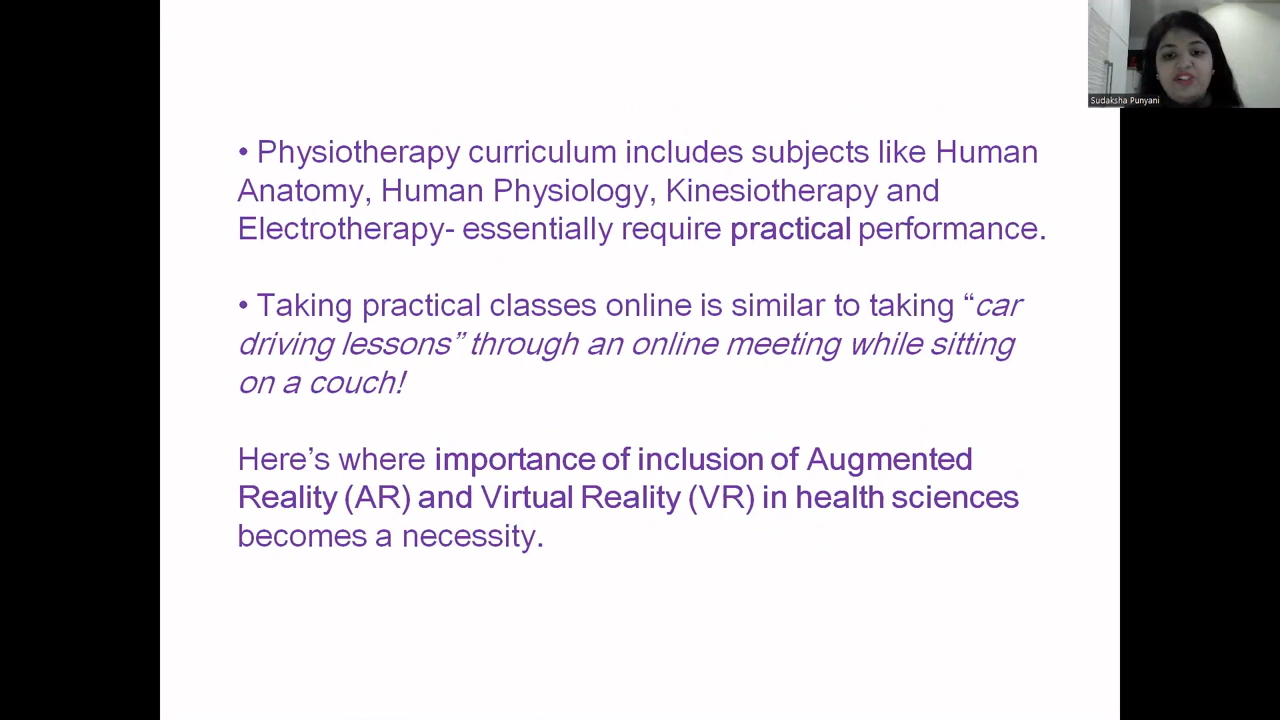 Sudaksha Punyani
• Physiotherapy curriculum includes subjects like Human
Anatomy, Human Physiology, Kinesiotherapy and
Electrotherapy- essentially require practical performance.
• Taking practical classes online is similar to taking “car
driving lessons” through an online meeting while sitting
on a couch!
Here’s where importance of inclusion of Augmented
Reality (AR) and Virtual Reality (VR) in health sciences
becomes a necessity.